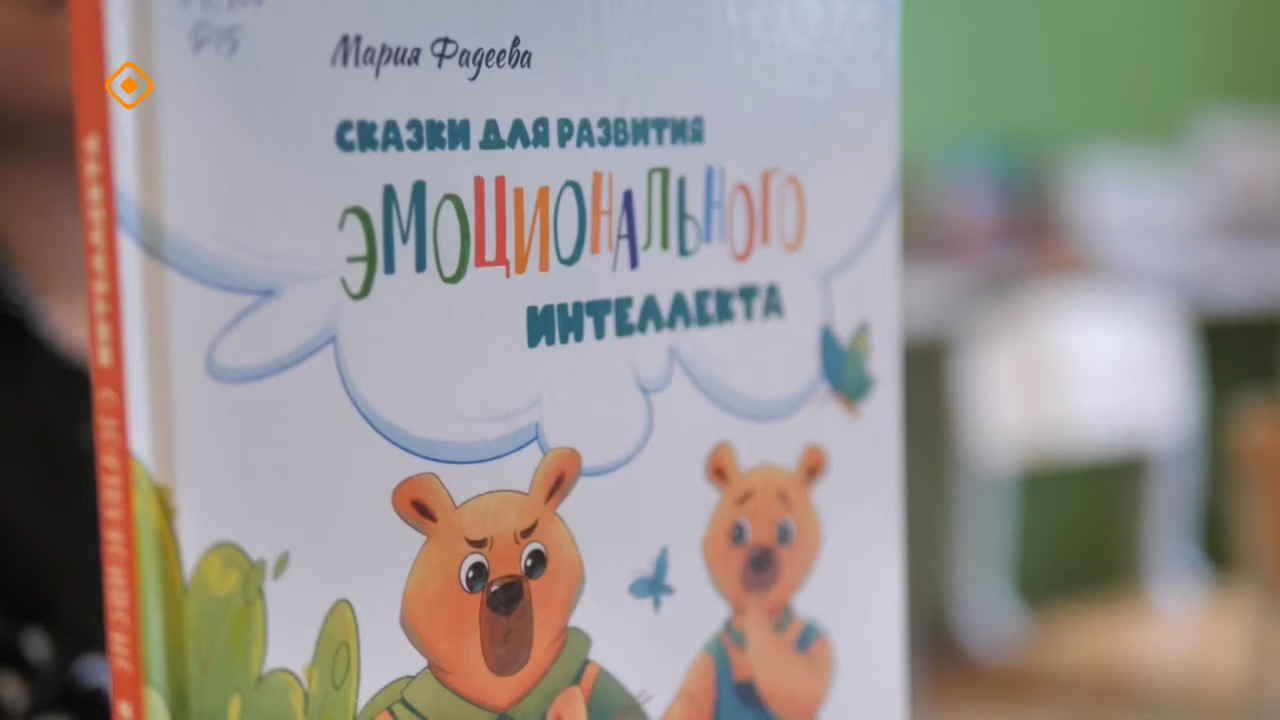 Мария Фадеева
СКАЗКИ ДЛЯ РАЗВИТИЯ
ЭМОЦИОНАЛЬНОГО
ИНТЕЛЛЕКТА